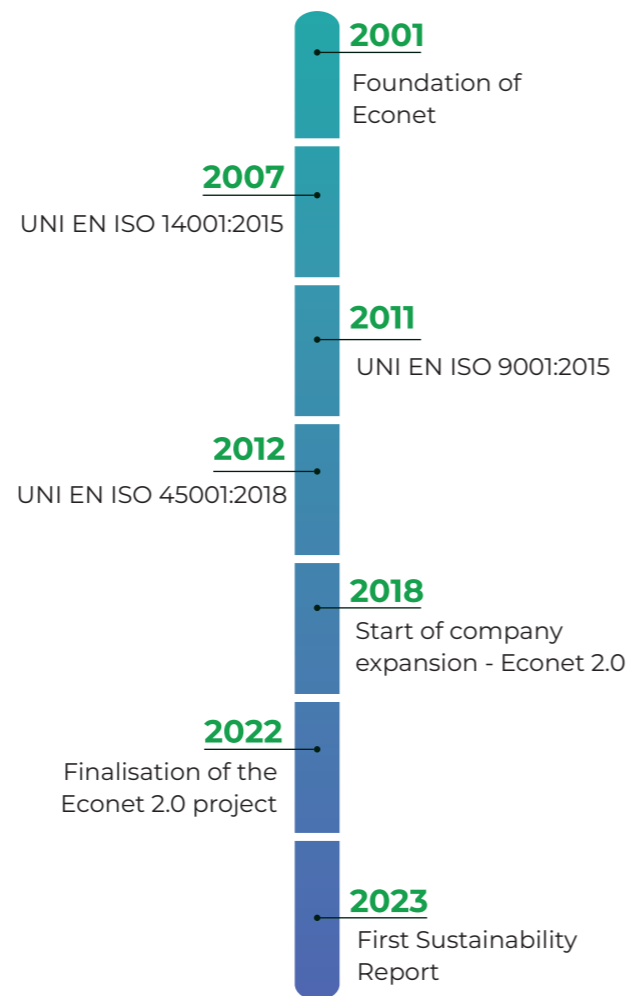 2001
Foundation of
Econet
2007
UNI EN ISO 14001:2015
2011
UNI EN ISO 9001:2015
2012
UNI EN ISO 45001:2018
2018
Start of company
expansion - Econet 2.0
2022
Finalisation of the
Econet 2.0 project
2023
First Sustainability
Report